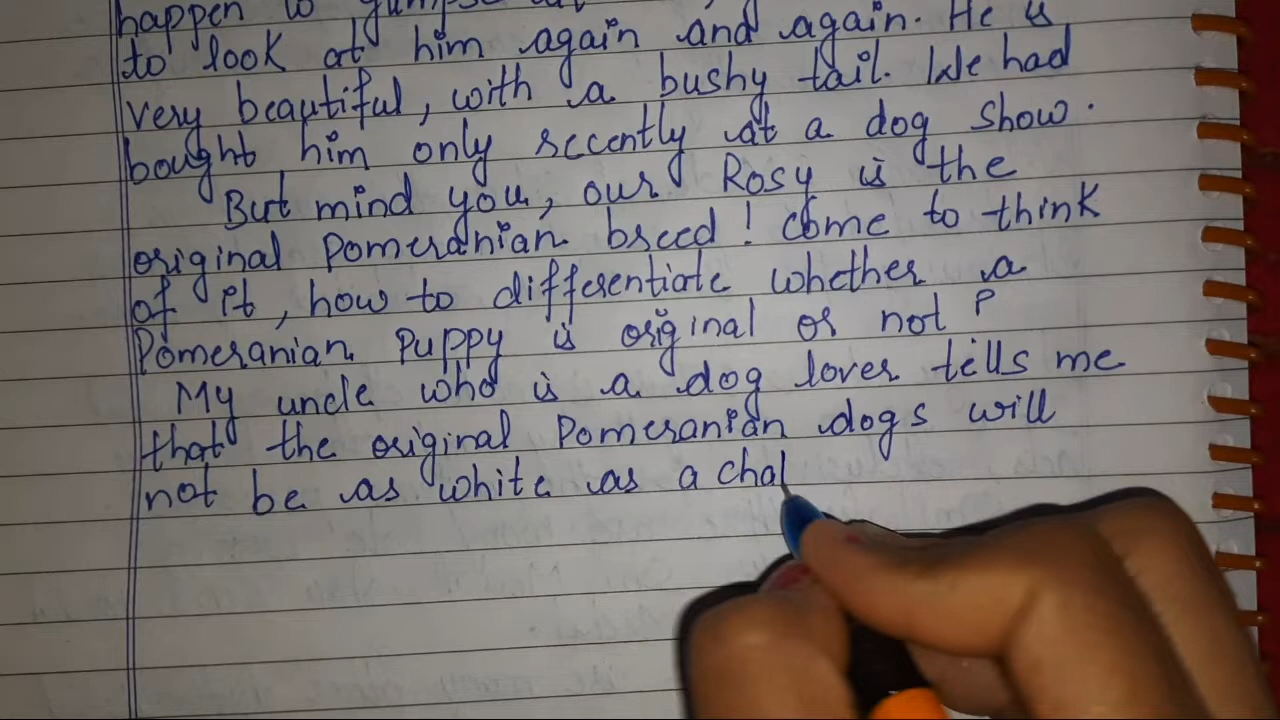 happen to
to look at him again and again. He is
very beautiful, with a bushy tail. We had
bought him only recently at a dog show.
But mind you, our Rosy is the
original Pomeranian breed! Come to think
of it, how to differentiate whether a
Pomeranian Puppy is original or not ?
My uncle who is a dog lover tells me
that the original Pomeranian dogs will
not be as white as a chal